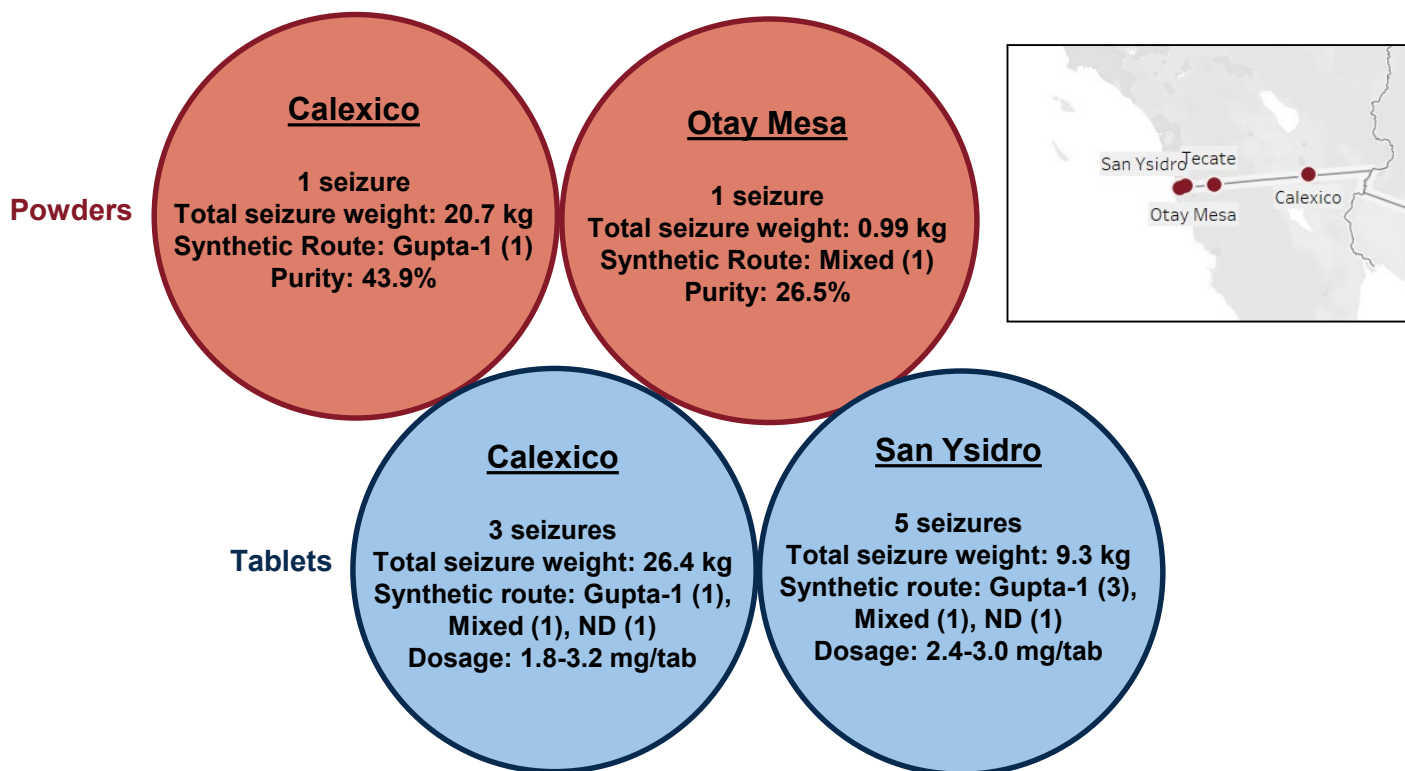 Powders
Calexico
1 seizure
Total seizure weight: 20.7 kg
Synthetic Route: Gupta-1 (1)
Purity: 43.9%
Otay Mesa
1 seizure
Total seizure weight: 0.99 kg
Synthetic Route: Mixed (1)
Purity: 26.5%
San Ysidro
Tecate
Otay Mesa
Calexico
Tablets
Calexico
3 seizures
Total seizure weight: 26.4 kg
Synthetic route: Gupta-1 (1),
Mixed (1), ND (1)
Dosage: 1.8-3.2 mg/tab
San Ysidro
5 seizures
Total seizure weight: 9.3 kg
Synthetic route: Gupta-1 (3),
Mixed (1), ND (1)
Dosage: 2.4-3.0 mg/tab